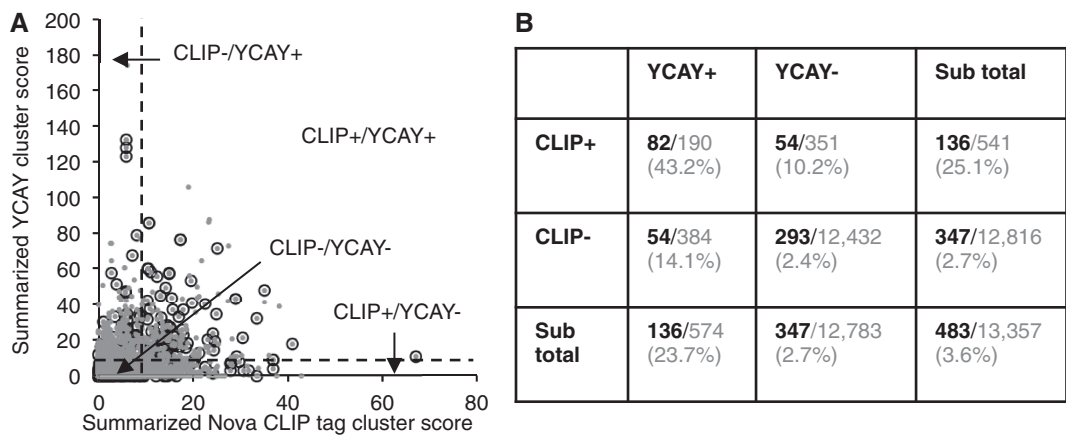 A
200
180
160
140
120
100
80
60
40
20
0
Summarized YCAY cluster score
CLIP-/YCAY+
CLIP+/YCAY+
CLIP-/YCAY-
CLIP+/YCAY-
0 20 40 60 80
Summarized Nova CLIP tag cluster score
B
YCAY+ YCAY- Sub total
CLIP+ 82/190 54/351 136/541
(43.2%) (10.2%) (25.1%)
CLIP- 54/384 293/12,432 347/12,816
(14.1%) (2.4%) (2.7%)
Sub 136/574 347/12,783 483/13,357
total (23.7%) (2.7%) (3.6%)